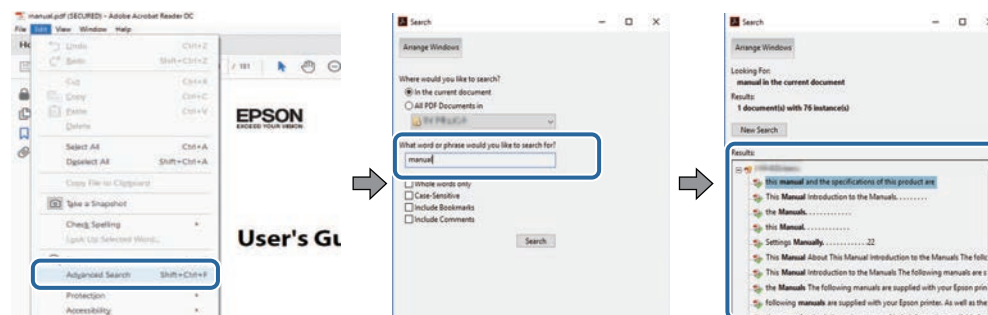 manual.pdf (SECURED) - Adobe Acrobat Reader DC
File Edit View Window Help
Undo Ctrl+Z
Redo Shift+Ctrl+Z
Cut Ctrl+X
Copy Ctrl+C
Paste Ctrl+V
Delete
Select All Ctrl+A
Deselect All Shift+Ctrl+A
Copy File to Clipboard
Take a Snapshot
Check Spelling
Look Up Selected Word...
Advanced Search Shift+Ctrl+F
Protection
Accessibility
/ 181
EPSON
EXCEED YOUR VISION
User's Gu
Search
Arrange Windows
Where would you like to search?
In the current document
All PDF Documents in
What word or phrase would you like to search for?
manual
Whole words only
Case-Sensitive
Include Bookmarks
Include Comments
Search
Search
Arrange Windows
Looking For:
manual in the current document
Results:
1 document(s) with 76 instance(s)
New Search
Results:
this manual and the specifications of this product are
This Manual Introduction to the Manuals.........
the Manuals............
this Manual...........
Settings Manually............22
This Manual About This Manual Introduction to the Manuals The follo
This Manual Introduction to the Manuals The following manuals are s
the Manuals The following manuals are supplied with your Epson prin
following manuals are supplied with your Epson printer. As well as the